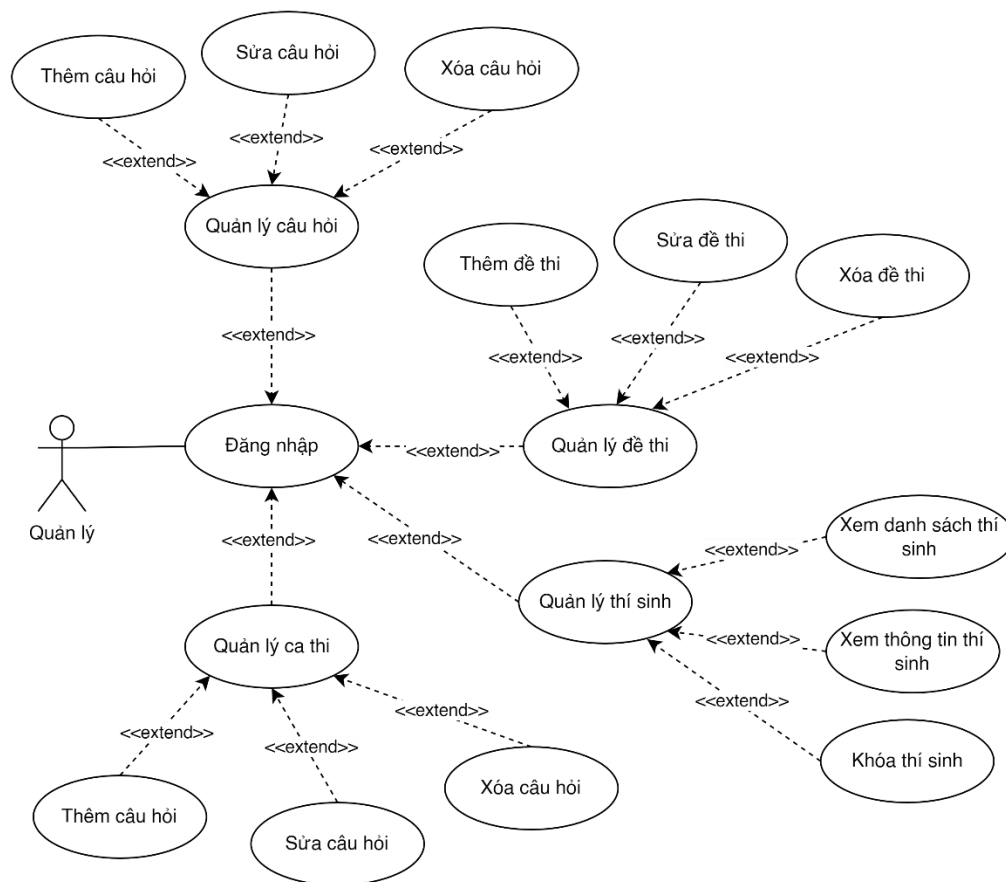 Thêm câu hỏi
Sửa câu hỏi
Xóa câu hỏi
<<extend>>
<<extend>>
<<extend>>
Quản lý câu hỏi
<<extend>>
Thêm đề thi
Sửa đề thi
Xóa đề thi
<<extend>>
<<extend>>
<<extend>>
Quản lý
Đăng nhập
<<extend>>
Quản lý đề thi
<<extend>>
<<extend>>
Quản lý thí sinh
<<extend>>
Xem danh sách thí
sinh
<<extend>>
Xem thông tin thí
sinh
<<extend>>
Khóa thí sinh
Quản lý ca thi
<<extend>>
<<extend>>
<<extend>>
Thêm câu hỏi
Sửa câu hỏi
Xóa câu hỏi